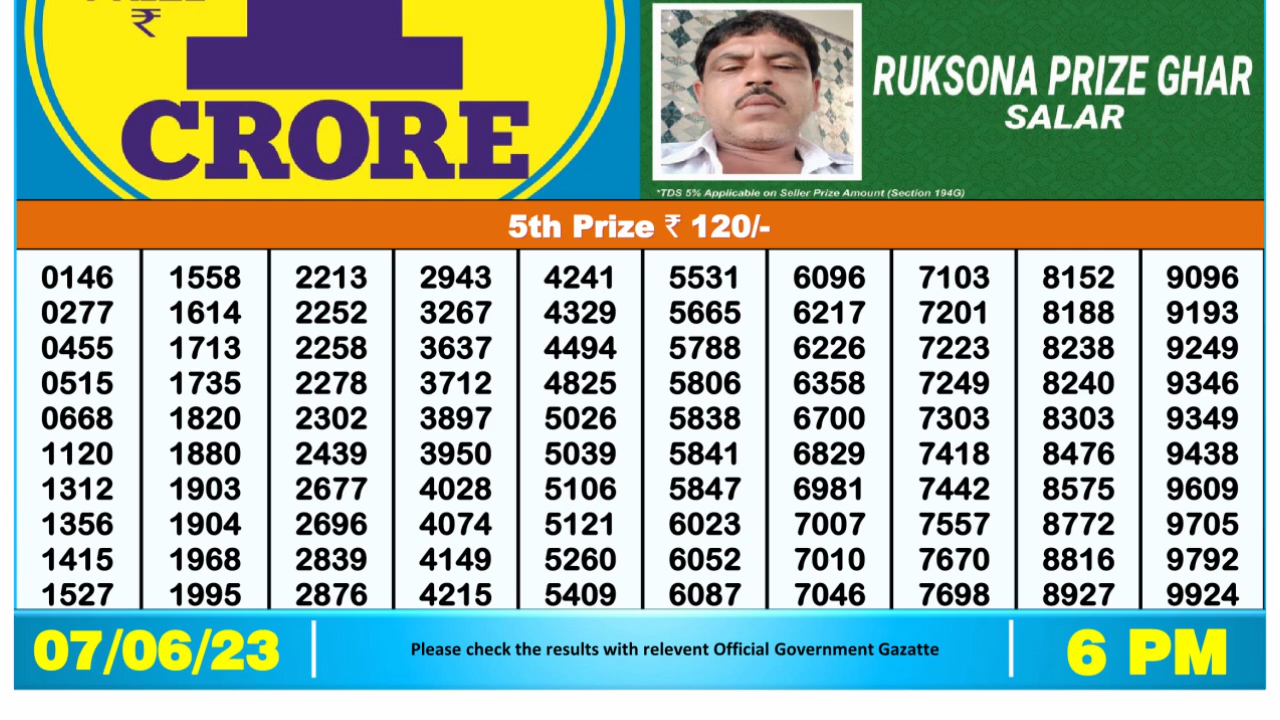 ₹
1
CRORE
RUKSONA PRIZE GHAR
SALAR
*TDS 5% Applicable on Seller Prize Amount (Section 194G)
5th Prize ₹ 120/-
0146 1558 2213 2943 4241 5531 6096 7103 8152 9096
0277 1614 2252 3267 4329 5665 6217 7201 8188 9193
0455 1713 2258 3637 4494 5788 6226 7223 8238 9249
0515 1735 2278 3712 4825 5806 6358 7249 8240 9346
0668 1820 2302 3897 5026 5838 6700 7303 8303 9349
1120 1880 2439 3950 5039 5841 6829 7418 8476 9438
1312 1903 2677 4028 5106 5847 6981 7442 8575 9609
1356 1904 2696 4074 5121 6023 7007 7557 8772 9705
1415 1968 2839 4149 5260 6052 7010 7670 8816 9792
1527 1995 2876 4215 5409 6087 7046 7698 8927 9924
07/06/23 Please check the results with relevent Official Government Gazatte 6 PM